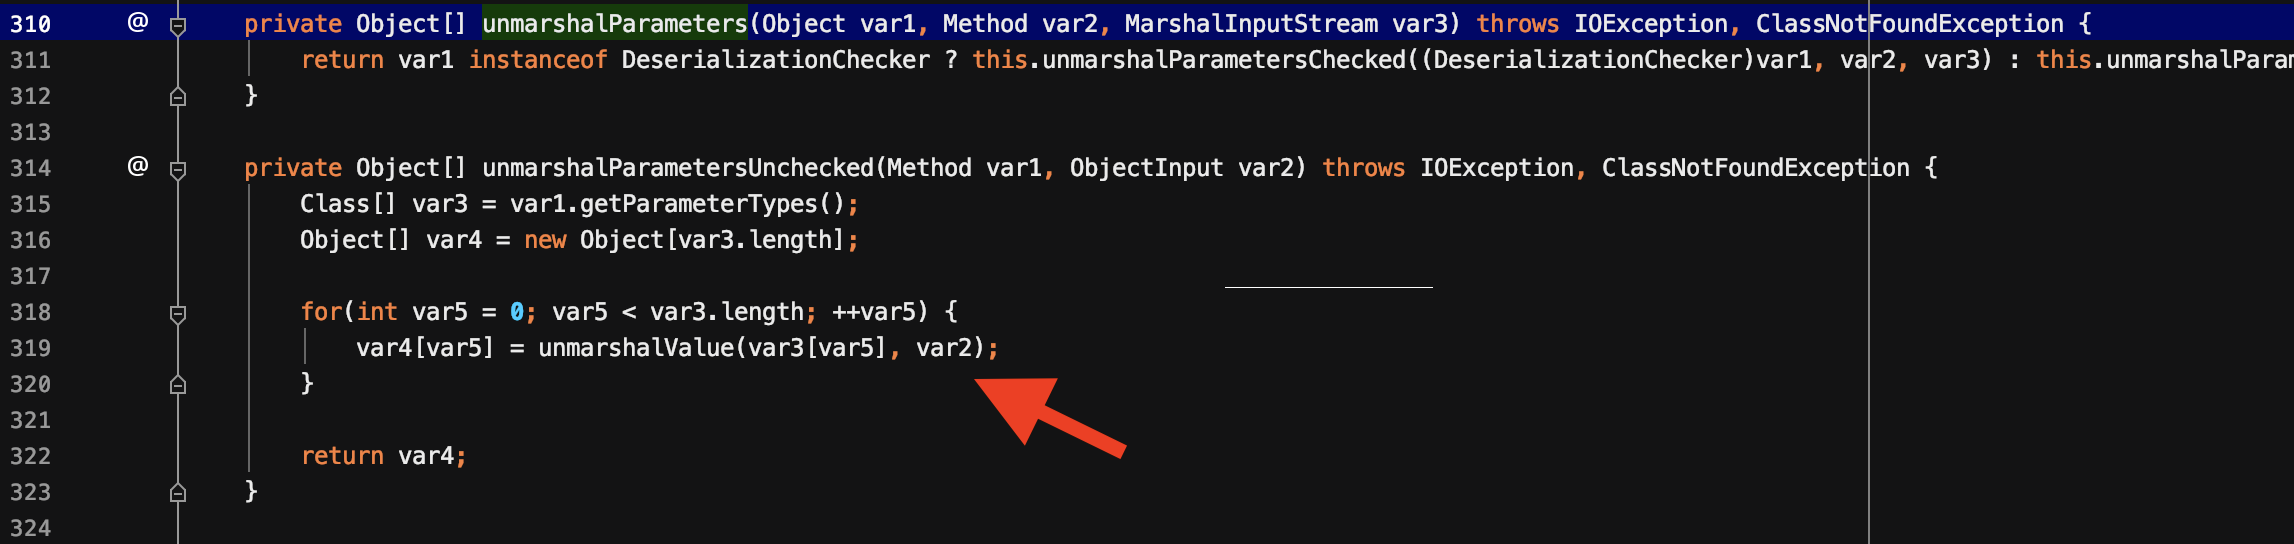 310 @ private Object[] unmarshalParameters(Object var1, Method var2, MarshalInputStream var3) throws IOException, ClassNotFoundException {
311 return var1 instanceof DeserializationChecker ? this.unmarshalParametersChecked((DeserializationChecker)var1, var2, var3) : this.unmarshalParam
312 }
313
314 @ private Object[] unmarshalParametersUnchecked(Method var1, ObjectInput var2) throws IOException, ClassNotFoundException {
315 Class[] var3 = var1.getParameterTypes();
316 Object[] var4 = new Object[var3.length];
317
318 for(int var5 = 0; var5 < var3.length; ++var5) {
319 var4[var5] = unmarshalValue(var3[var5], var2);
320 }
321
322 return var4;
323 }
324